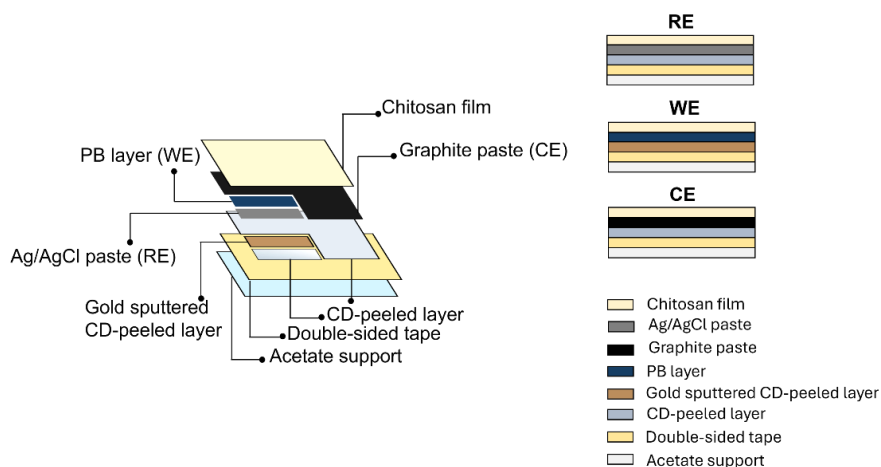 Chitosan film
PB layer (WE)
Graphite paste (CE)
Ag/AgCl paste (RE)
Gold sputtered
CD-peeled layer
CD-peeled layer
Double-sided tape
Acetate support
RE
WE
CE
Chitosan film
Ag/AgCl paste
Graphite paste
PB layer
Gold sputtered CD-peeled layer
CD-peeled layer
Double-sided tape
Acetate support